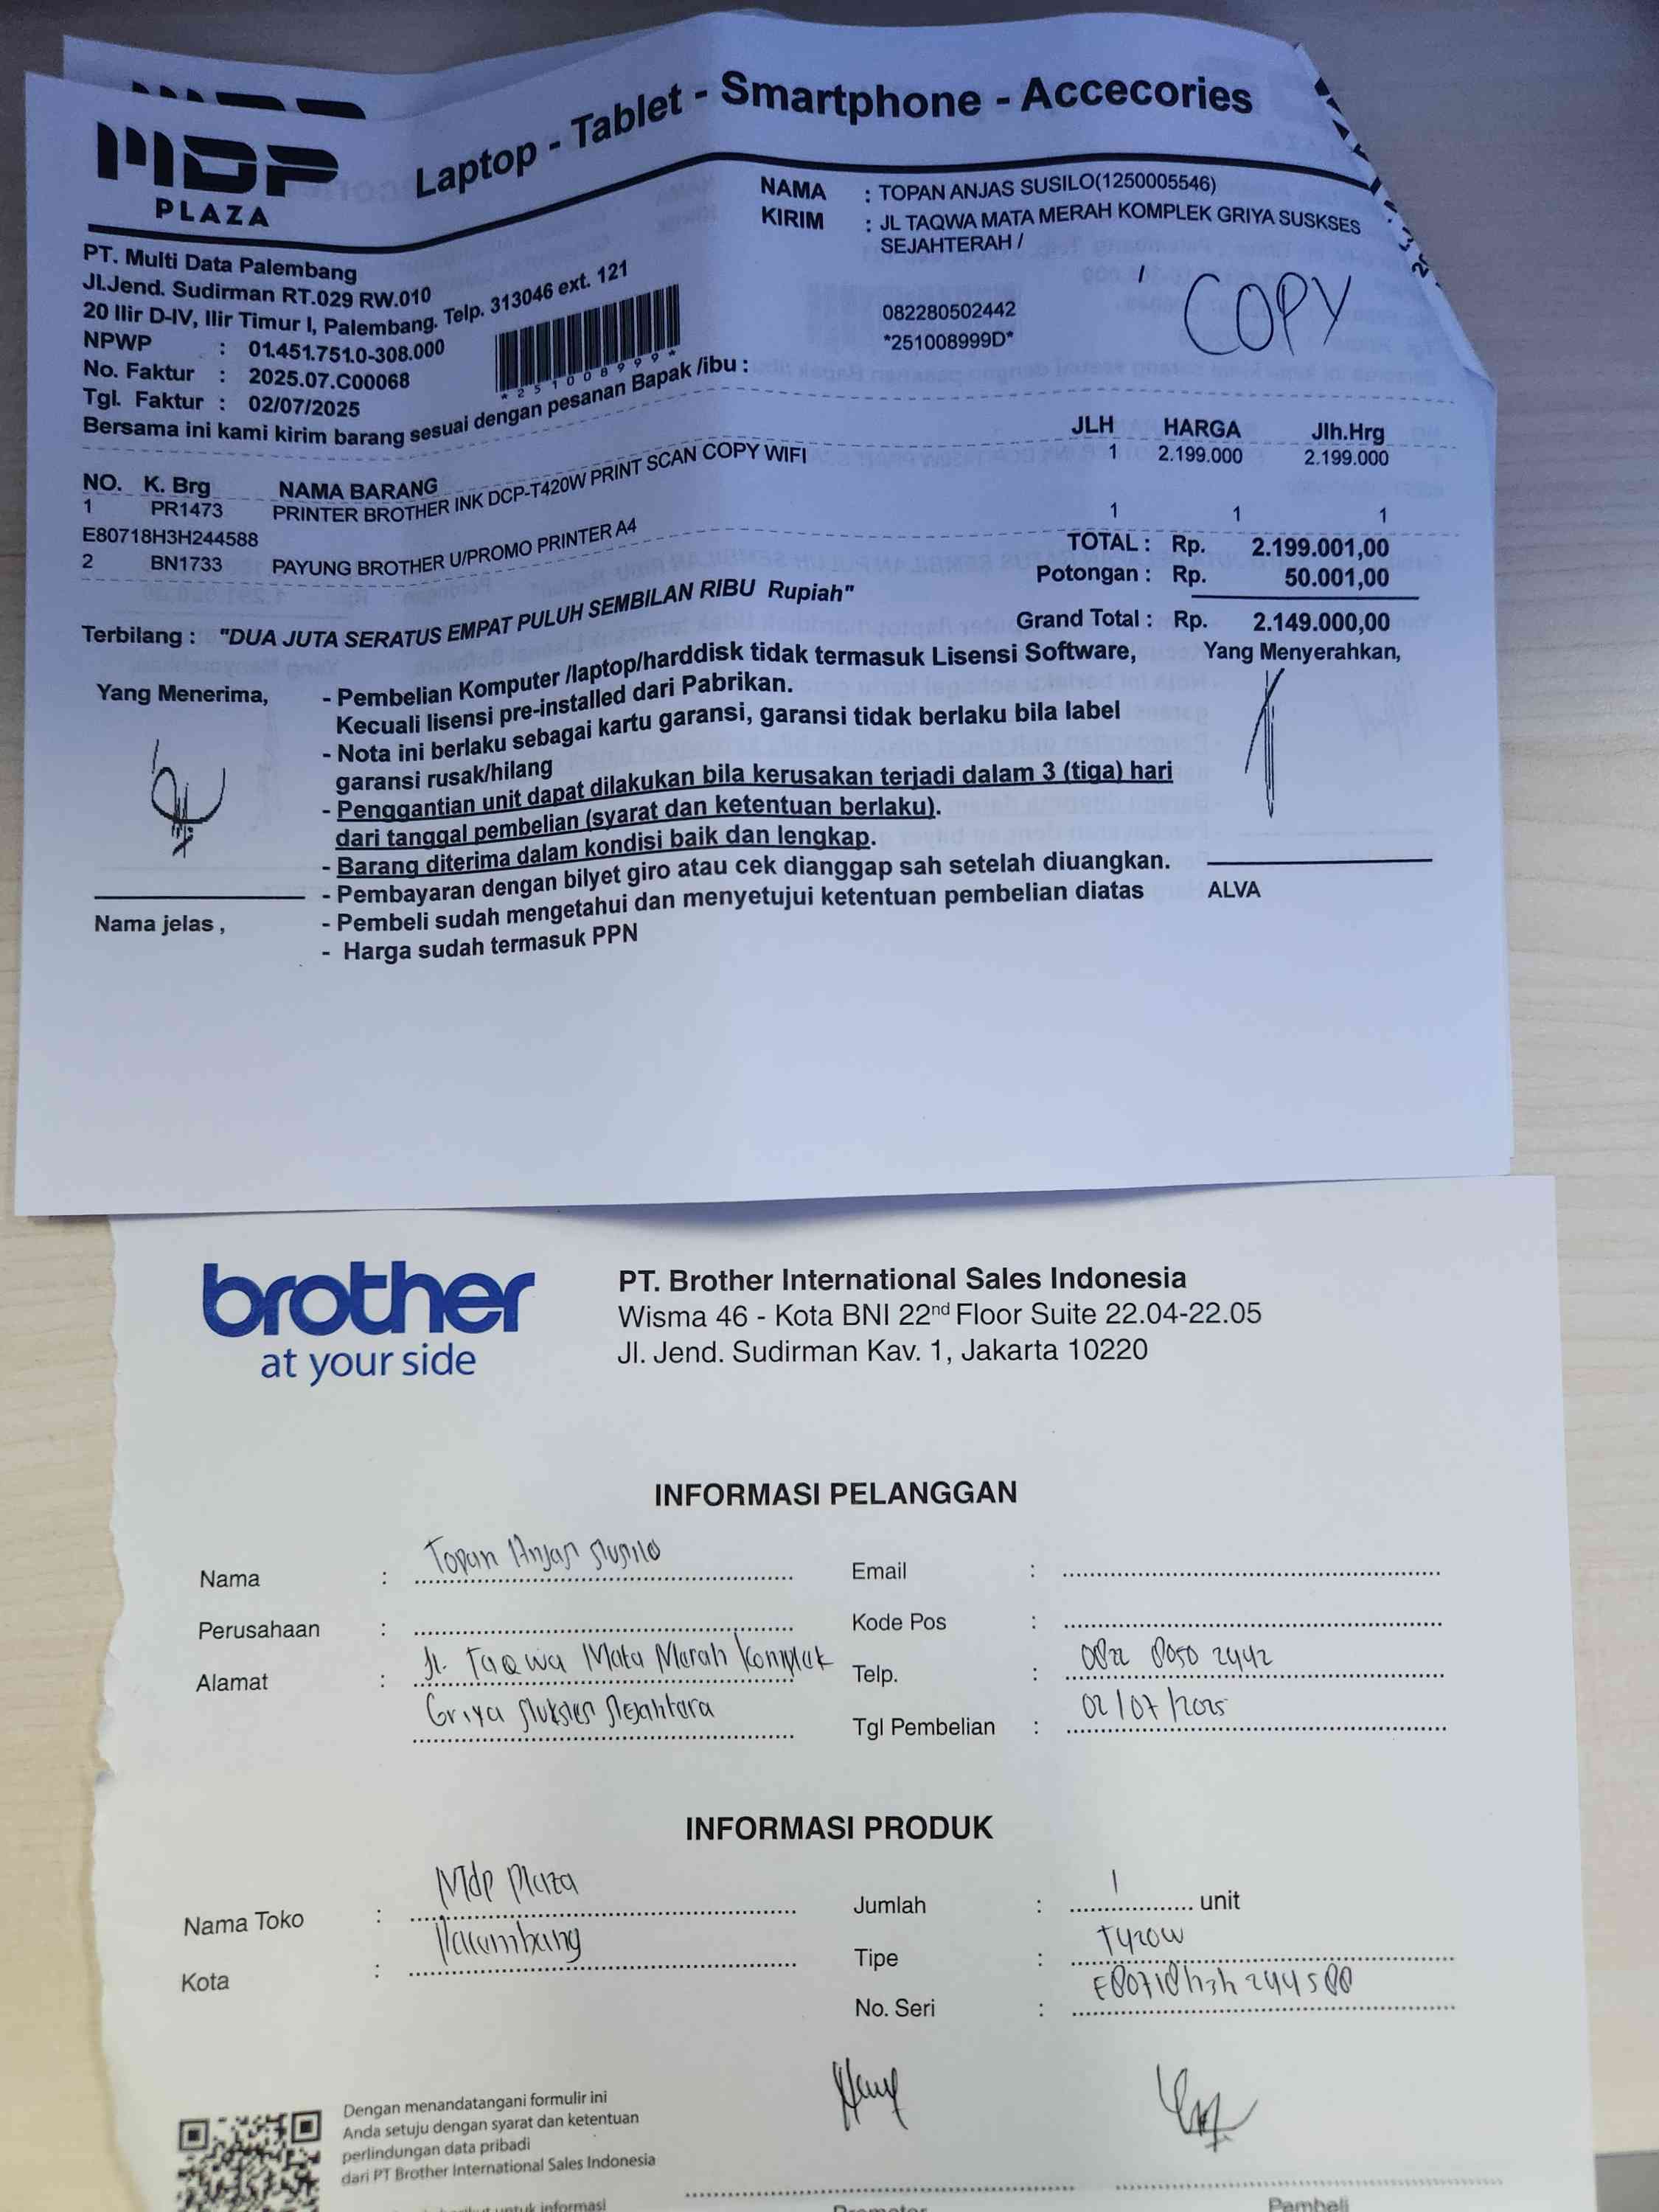 Laptop - Tablet - Smartphone - Accecories
MDP
PLAZA
NAMA : TOPAN ANJAS SUSILO(1250005546)
KIRIM : JL TAQWA MATA MERAH KOMPLEK GRIYA SUSKSES
SEJAHTERAH /
/ COPY
082280502442
*251008999D*
PT. Multi Data Palembang
Jl.Jend. Sudirman RT.029 RW.010
20 Ilir D-IV, Ilir Timur I, Palembang. Telp. 313046 ext. 121
NPWP : 01.451.751.0-308.000
No. Faktur : 2025.07.C00068
Tgl. Faktur : 02/07/2025
*251008999*
Bersama ini kami kirim barang sesuai dengan pesanan Bapak /ibu :
NO. K. Brg NAMA BARANG JLH HARGA Jlh.Hrg
1 PR1473 PRINTER BROTHER INK DCP-T420W PRINT SCAN COPY WIFI 1 2.199.000 2.199.000
E80718H3H244588
2 BN1733 PAYUNG BROTHER U/PROMO PRINTER A4 1 1 1
TOTAL : Rp. 2.199.001,00
Potongan : Rp. 50.001,00
Grand Total : Rp. 2.149.000,00
Terbilang : "DUA JUTA SERATUS EMPAT PULUH SEMBILAN RIBU Rupiah"
Yang Menerima,
Yang Menyerahkan,
- Pembelian Komputer /laptop/harddisk tidak termasuk Lisensi Software,
Kecuali lisensi pre-installed dari Pabrikan.
- Nota ini berlaku sebagai kartu garansi, garansi tidak berlaku bila label
garansi rusak/hilang
- Penggantian unit dapat dilakukan bila kerusakan terjadi dalam 3 (tiga) hari
dari tanggal pembelian (syarat dan ketentuan berlaku).
- Barang diterima dalam kondisi baik dan lengkap.
- Pembayaran dengan bilyet giro atau cek dianggap sah setelah diuangkan.
- Pembeli sudah mengetahui dan menyetujui ketentuan pembelian diatas
- Harga sudah termasuk PPN
Nama jelas ,
ALVA
brother
at your side
PT. Brother International Sales Indonesia
Wisma 46 - Kota BNI 22nd Floor Suite 22.04-22.05
Jl. Jend. Sudirman Kav. 1, Jakarta 10220
INFORMASI PELANGGAN
Nama : Topan Anjas Susilo
Perusahaan :
Alamat : Jl. Taqwa Mata Merah Komplek
Griya Sukses Sejahtera
Email :
Kode Pos :
Telp. : 0822 8050 2442
Tgl Pembelian : 02/07/2025
INFORMASI PRODUK
Nama Toko : Mdp Plaza
Kota : Palembang
Jumlah : 1 unit
Tipe : T420W
No. Seri : E80718h3h244588
Dengan menandatangani formulir ini
Anda setuju dengan syarat dan ketentuan
perlindungan data pribadi
dari PT Brother International Sales Indonesia
untuk informasi
Promotor
Pembeli